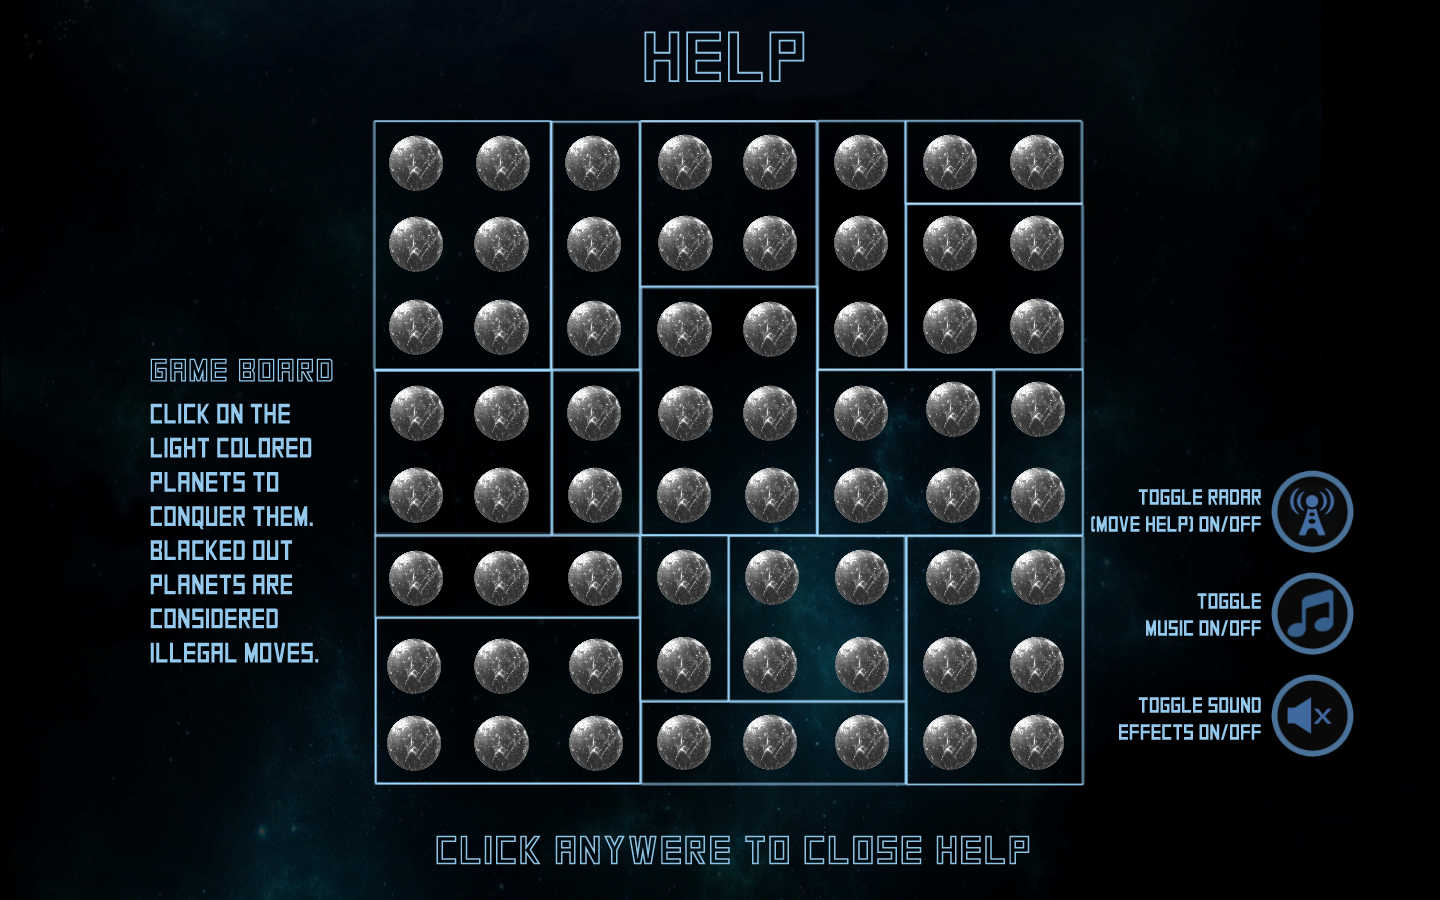 HELP
GAME BOARD
CLICK ON THE
LIGHT COLORED
PLANETS TO
CONQUER THEM.
BLACKED OUT
PLANETS ARE
CONSIDERED
ILLEGAL MOVES.
TOGGLE RADAR
(MOVE HELP) ON/OFF
TOGGLE
MUSIC ON/OFF
TOGGLE SOUND
EFFECTS ON/OFF
CLICK ANYWERE TO CLOSE HELP